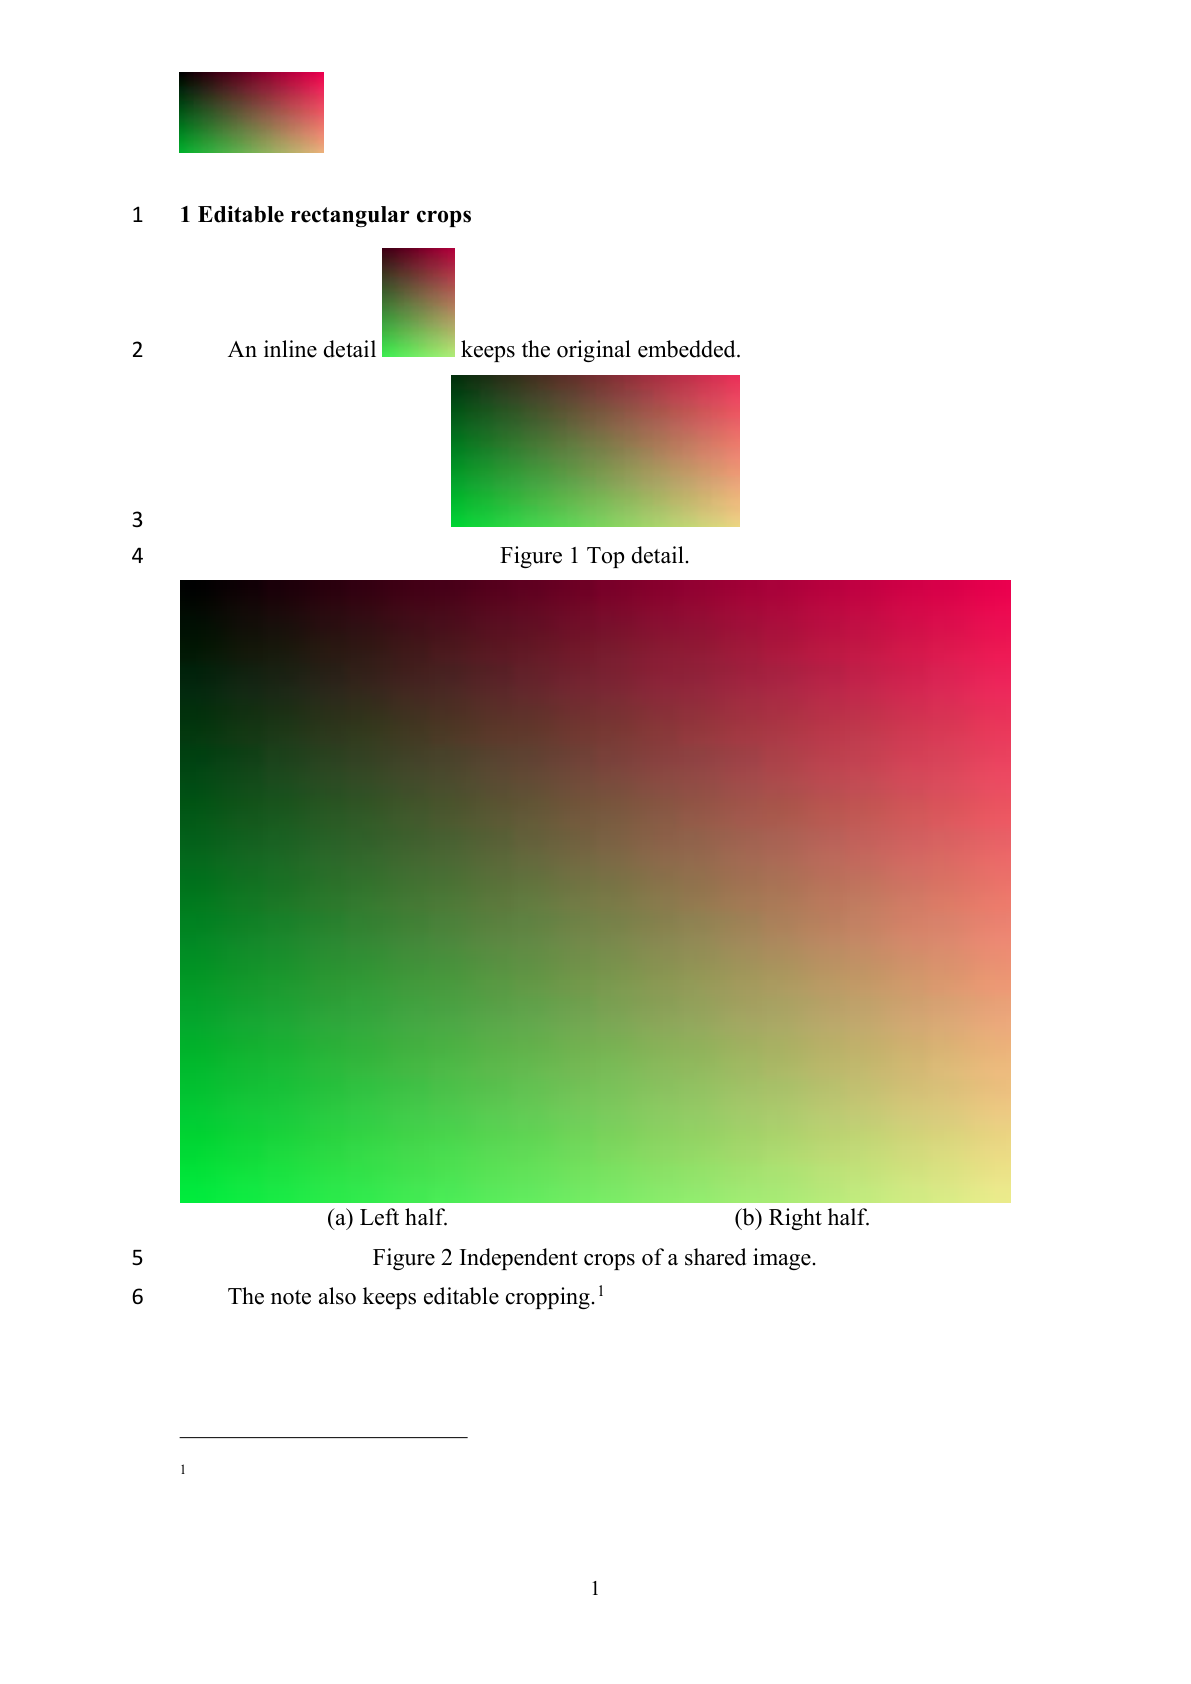 1 1 Editable rectangular crops
2 An inline detail keeps the original embedded.
3
4 Figure 1 Top detail.
(a) Left half. (b) Right half.
5 Figure 2 Independent crops of a shared image.
6 The note also keeps editable cropping.1
1
1